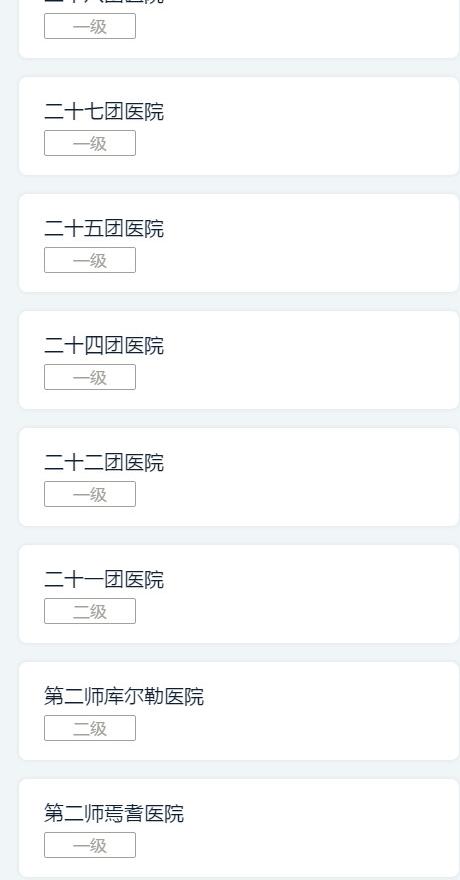 一级
二十七团医院
一级
二十五团医院
一级
二十四团医院
一级
二十二团医院
一级
二十一团医院
二级
第二师库尔勒医院
二级
第二师焉耆医院
一级